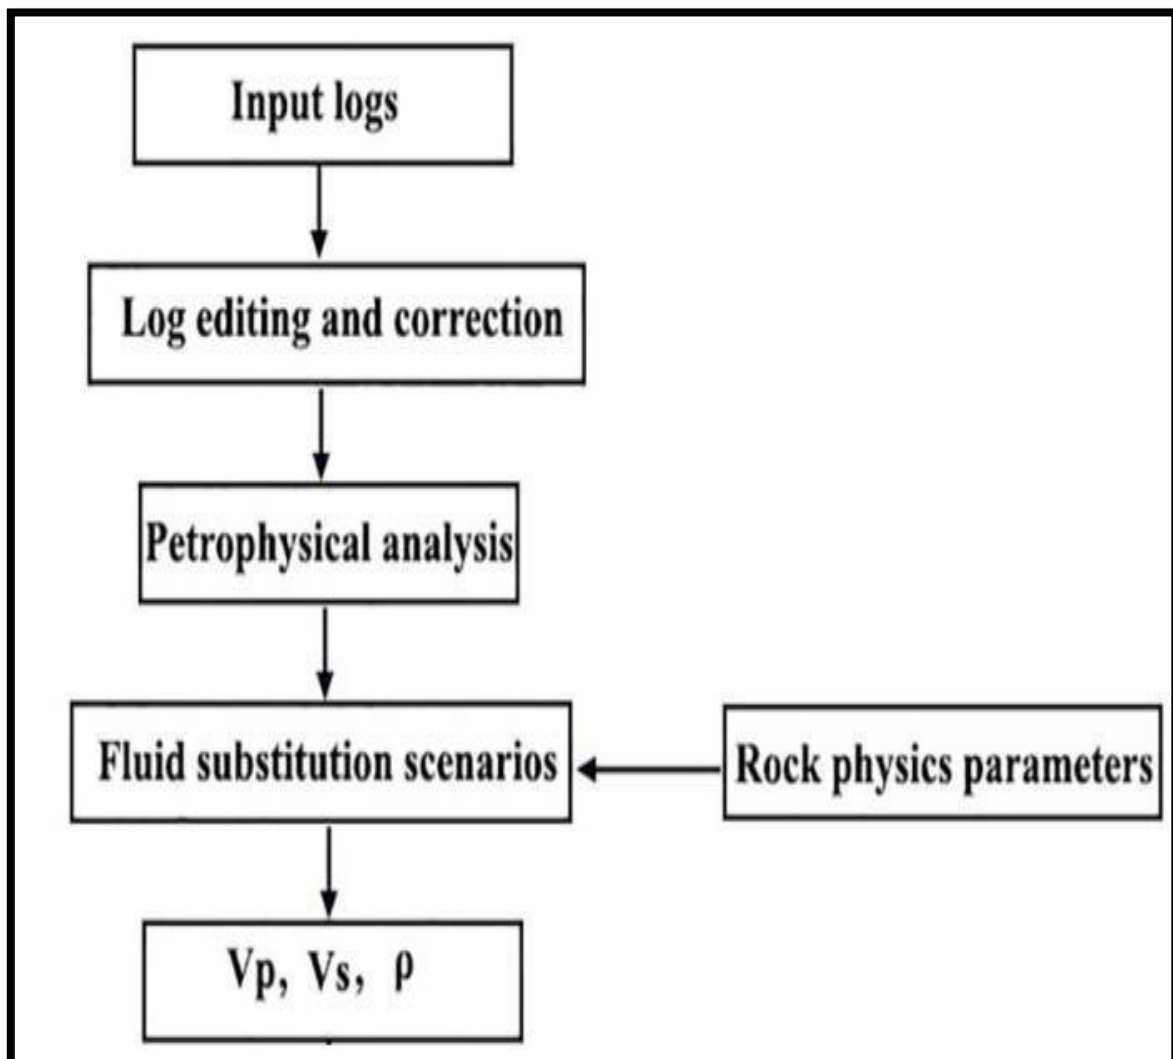 Input logs
Log editing and correction
Petrophysical analysis
Fluid substitution scenarios
Rock physics parameters
Vp, Vs, ρ